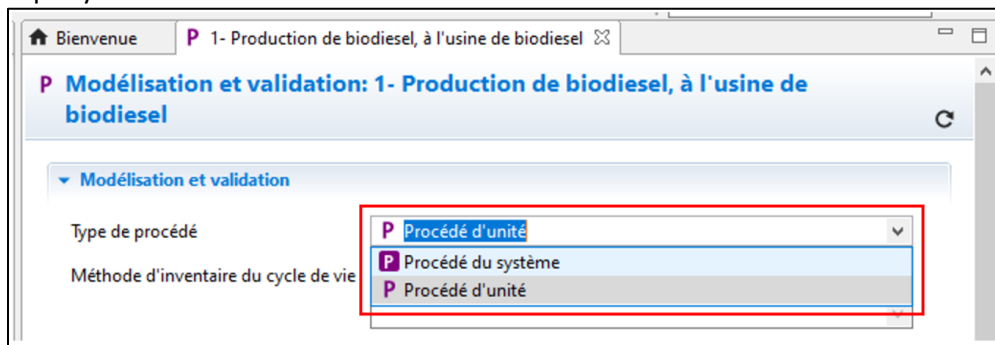 Bienvenue
P 1- Production de biodiesel, à l'usine de biodiesel
P Modélisation et validation: 1- Production de biodiesel, à l'usine de
biodiesel
Modélisation et validation
Type de procédé
P Procédé d'unité
P Procédé du système
Méthode d'inventaire du cycle de vie
P Procédé d'unité